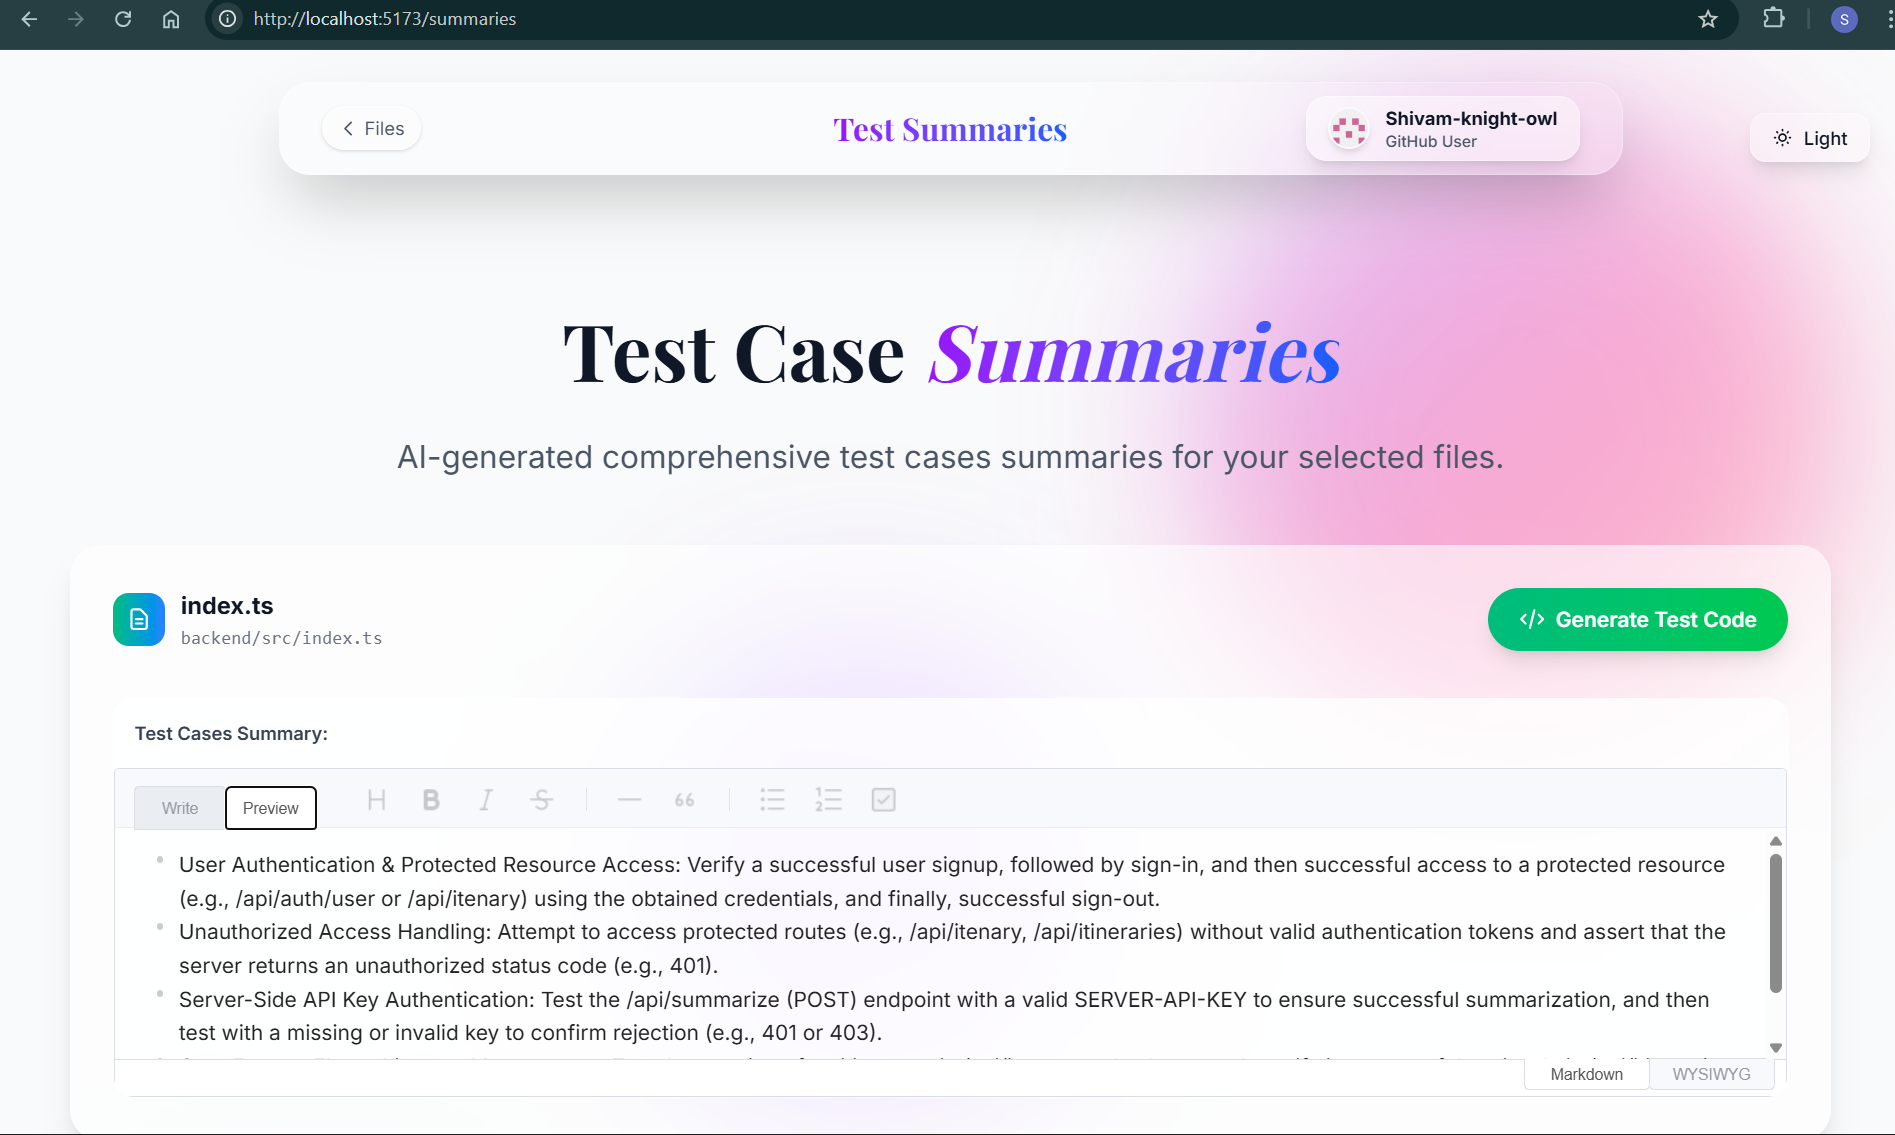 http://localhost:5173/summaries
S
Files
Test Summaries
Shivam-knight-owl
GitHub User
Light
Test Case Summaries
AI-generated comprehensive test cases summaries for your selected files.
index.ts
backend/src/index.ts
</> Generate Test Code
Test Cases Summary:
Write
Preview
H B I S
User Authentication & Protected Resource Access: Verify a successful user signup, followed by sign-in, and then successful access to a protected resource
(e.g., /api/auth/user or /api/itenary) using the obtained credentials, and finally, successful sign-out.
Unauthorized Access Handling: Attempt to access protected routes (e.g., /api/itenary, /api/itineraries) without valid authentication tokens and assert that the
server returns an unauthorized status code (e.g., 401).
Server-Side API Key Authentication: Test the /api/summarize (POST) endpoint with a valid SERVER-API-KEY to ensure successful summarization, and then
test with a missing or invalid key to confirm rejection (e.g., 401 or 403).
Markdown
WYSIWYG